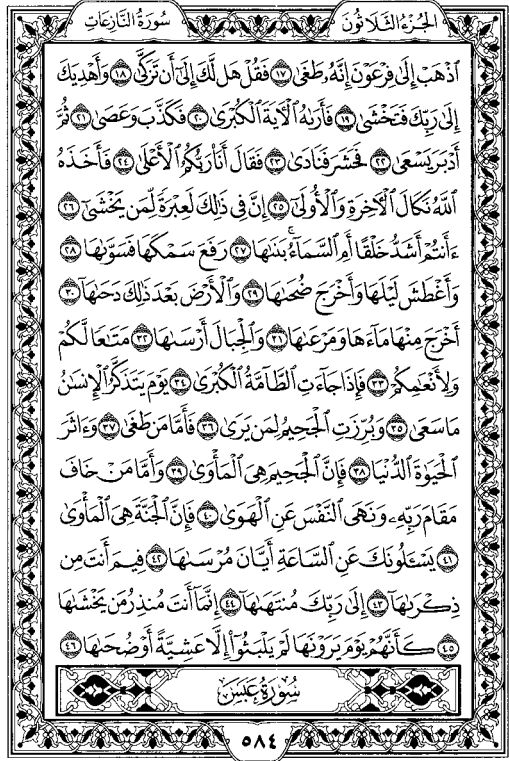 سُورَةُ النَّازِعَاتِ الجُزْءُ الثَّلَاثُونَ
ٱذْهَبْ إِلَىٰ فِرْعَوْنَ إِنَّهُۥ طَغَىٰ ١٧ فَقُلْ هَل لَّكَ إِلَىٰٓ أَن تَزَكَّىٰ ١٨ وَأَهْدِيَكَ
إِلَىٰ رَبِّكَ فَتَخْشَىٰ ١٩ فَأَرَىٰهُ ٱلْءَايَةَ ٱلْكُبْرَىٰ ٢٠ فَكَذَّبَ وَعَصَىٰ ٢١ ثُمَّ
أَدْبَرَ يَسْعَىٰ ٢٢ فَحَشَرَ فَنَادَىٰ ٢٣ فَقَالَ أَنَا۠ رَبُّكُمُ ٱلْأَعْلَىٰ ٢٤ فَأَخَذَهُ
ٱللَّهُ نَكَالَ ٱلْءَاخِرَةِ وَٱلْأُولَىٰٓ ٢٥ إِنَّ فِى ذَٰلِكَ لَعِبْرَةً لِّمَن يَخْشَىٰٓ ٢٦
ءَأَنتُمْ أَشَدُّ خَلْقًا أَمِ ٱلسَّمَآءُ ۚ بَنَىٰهَا ٢٧ رَفَعَ سَمْكَهَا فَسَوَّىٰهَا ٢٨
وَأَغْطَشَ لَيْلَهَا وَأَخْرَجَ ضُحَىٰهَا ٢٩ وَٱلْأَرْضَ بَعْدَ ذَٰلِكَ دَحَىٰهَآ ٣٠
أَخْرَجَ مِنْهَا مَآءَهَا وَمَرْعَىٰهَا ٣١ وَٱلْجِبَالَ أَرْسَىٰهَا ٣٢ مَتَـٰعًا لَّكُمْ
وَلِأَنْعَـٰمِكُمْ ٣٣ فَإِذَا جَآءَتِ ٱلطَّآمَّةُ ٱلْكُبْرَىٰ ٣٤ يَوْمَ يَتَذَكَّرُ ٱلْإِنسَـٰنُ
مَا سَعَىٰ ٣٥ وَبُرِّزَتِ ٱلْجَحِيمُ لِمَن يَرَىٰ ٣٦ فَأَمَّا مَن طَغَىٰ ٣٧ وَءَاثَرَ
ٱلْحَيَوٰةَ ٱلدُّنْيَا ٣٨ فَإِنَّ ٱلْجَحِيمَ هِىَ ٱلْمَأْوَىٰ ٣٩ وَأَمَّا مَنْ خَافَ
مَقَامَ رَبِّهِۦ وَنَهَى ٱلنَّفْسَ عَنِ ٱلْهَوَىٰ ٤٠ فَإِنَّ ٱلْجَنَّةَ هِىَ ٱلْمَأْوَىٰ
٤١ يَسْـَٔلُونَكَ عَنِ ٱلسَّاعَةِ أَيَّانَ مُرْسَىٰهَا ٤٢ فِيمَ أَنتَ مِن
ذِكْرَىٰهَآ ٤٣ إِلَىٰ رَبِّكَ مُنتَهَىٰهَآ ٤٤ إِنَّمَآ أَنتَ مُنذِرُ مَن يَخْشَىٰهَا
٤٥ كَأَنَّهُمْ يَوْمَ يَرَوْنَهَا لَمْ يَلْبَثُوٓا۟ إِلَّا عَشِيَّةً أَوْ ضُحَىٰهَا ٤٦
سُورَةُ عَبَسَ
٥٨٤